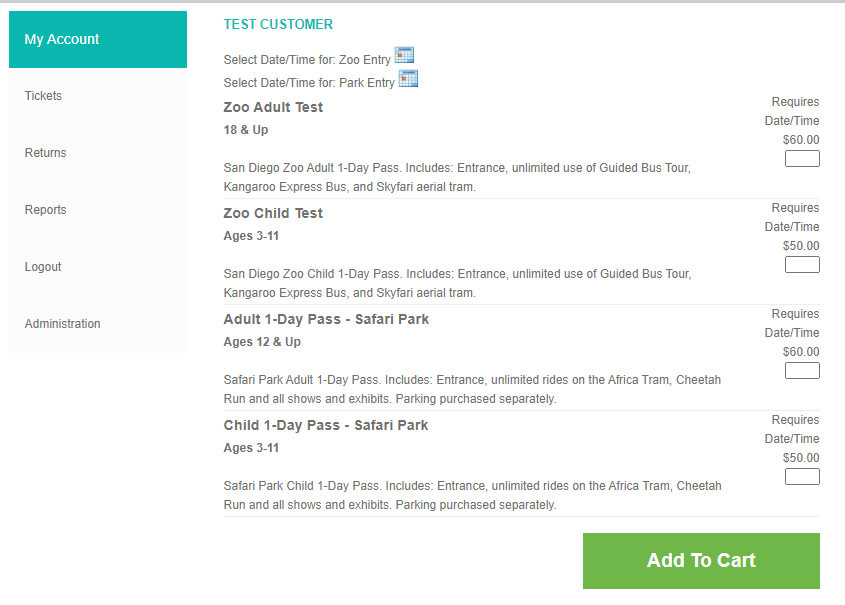 My Account
Tickets
Returns
Reports
Logout
Administration
TEST CUSTOMER
Select Date/Time for: Zoo Entry
Select Date/Time for: Park Entry
Zoo Adult Test
18 & Up
Requires
Date/Time
$60.00
San Diego Zoo Adult 1-Day Pass. Includes: Entrance, unlimited use of Guided Bus Tour,
Kangaroo Express Bus, and Skyfari aerial tram.
Zoo Child Test
Ages 3-11
Requires
Date/Time
$50.00
San Diego Zoo Child 1-Day Pass. Includes: Entrance, unlimited use of Guided Bus Tour,
Kangaroo Express Bus, and Skyfari aerial tram.
Adult 1-Day Pass - Safari Park
Ages 12 & Up
Requires
Date/Time
$60.00
Safari Park Adult 1-Day Pass. Includes: Entrance, unlimited rides on the Africa Tram, Cheetah
Run and all shows and exhibits. Parking purchased separately.
Child 1-Day Pass - Safari Park
Ages 3-11
Requires
Date/Time
$50.00
Safari Park Child 1-Day Pass. Includes: Entrance, unlimited rides on the Africa Tram, Cheetah
Run and all shows and exhibits. Parking purchased separately.
Add To Cart